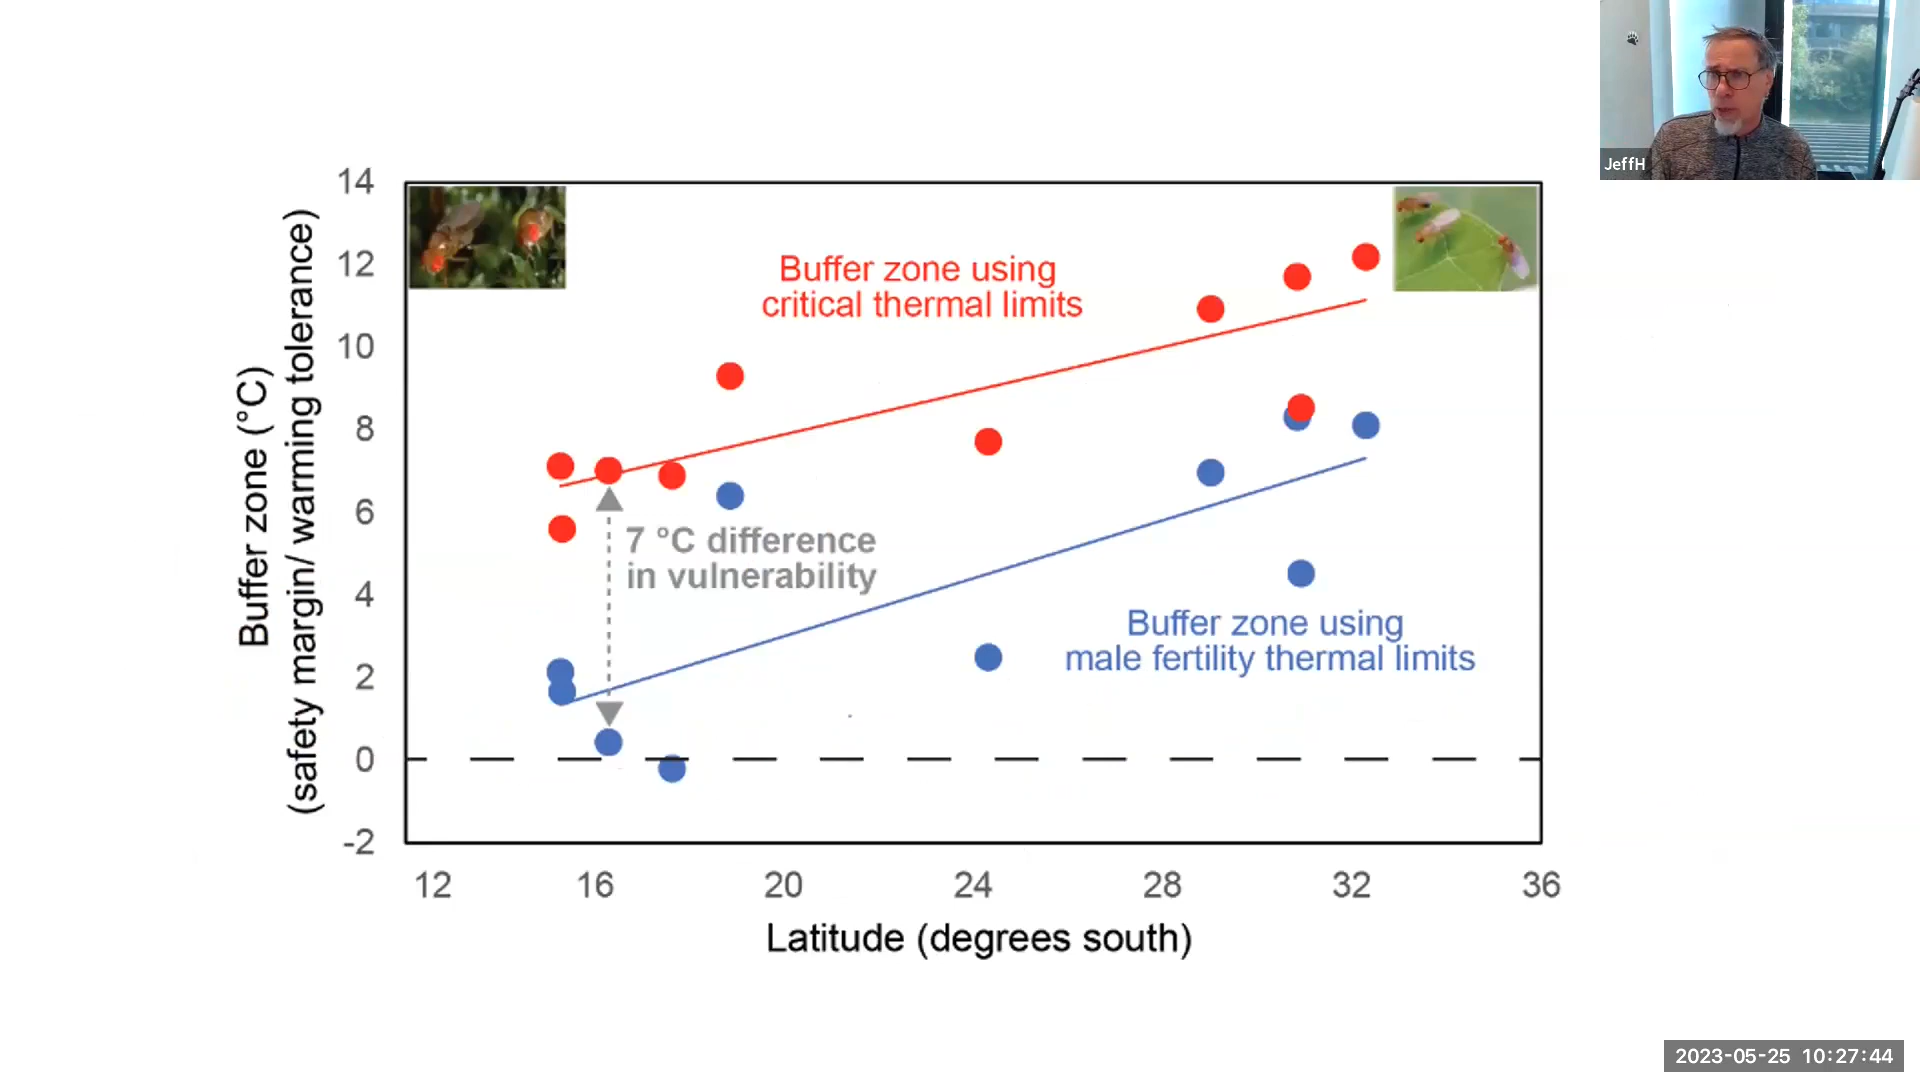 JeffH
14
12
10
8
6
4
2
0
-2
Buffer zone (°C)
(safety margin/ warming tolerance)
Buffer zone using
critical thermal limits
7 °C difference
in vulnerability
Buffer zone using
male fertility thermal limits
12 16 20 24 28 32 36
Latitude (degrees south)
2023-05-25 10:27:44